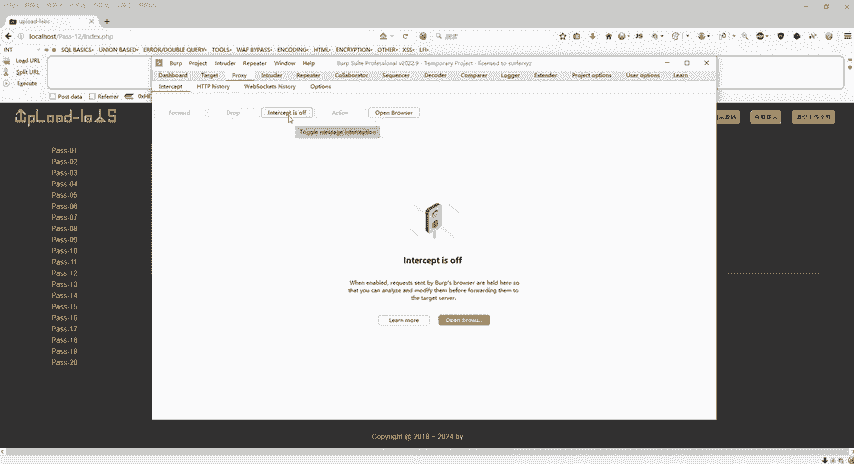 upload-labs
localhost/Pass-12/index.php
INT
SQL BASICS UNION BASED ERROR/DOUBLE QUERY TOOLS WAF BYPASS ENCODING HTML ENCRYPTION OTHER XSS LFI
Load URL
Split URL
Execute
Post data Referrer
Burp Project Intruder Repeater Window Help
Burp Suite Professional Temporary Project - licensed to
Dashboard Target Proxy Intruder Repeater Collaborator Sequencer Decoder Comparer Logger Extender Project options User options Learn
Intercept HTTP history WebSockets history Options
Forward Drop Intercept is off Action Open Browser
Toggle message interception
UpLoad-labS
Pass-01
Pass-02
Pass-03
Pass-04
Pass-05
Pass-06
Pass-07
Pass-08
Pass-09
Pass-10
Pass-11
Pass-12
Pass-13
Pass-14
Pass-15
Pass-16
Pass-17
Pass-18
Pass-19
Pass-20
Intercept is off
When enabled, requests sent by Burp's browser are held here so
that you can analyze and modify them before forwarding them to
the target server.
Learn more
Open brows...
Copyright @ 2018 ~ 2024 by